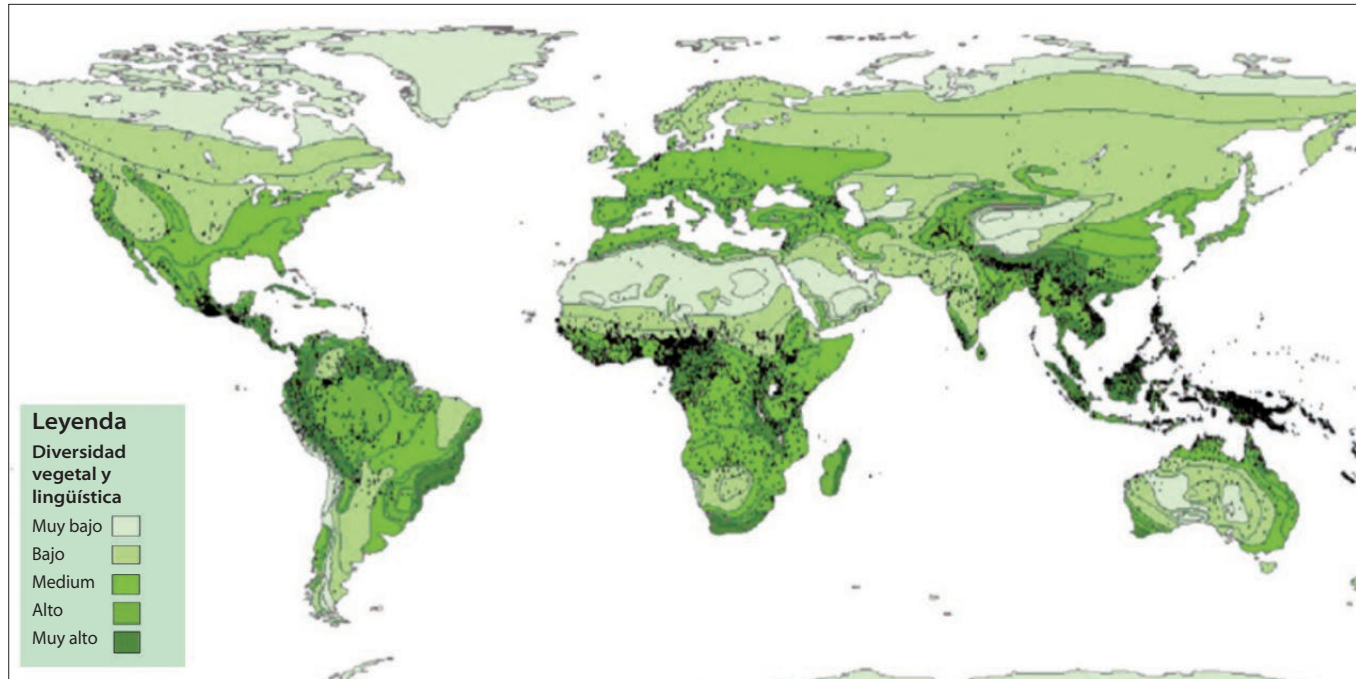 Leyenda
Diversidad
vegetal y
lingüística
Muy bajo
Bajo
Medium
Alto
Muy alto